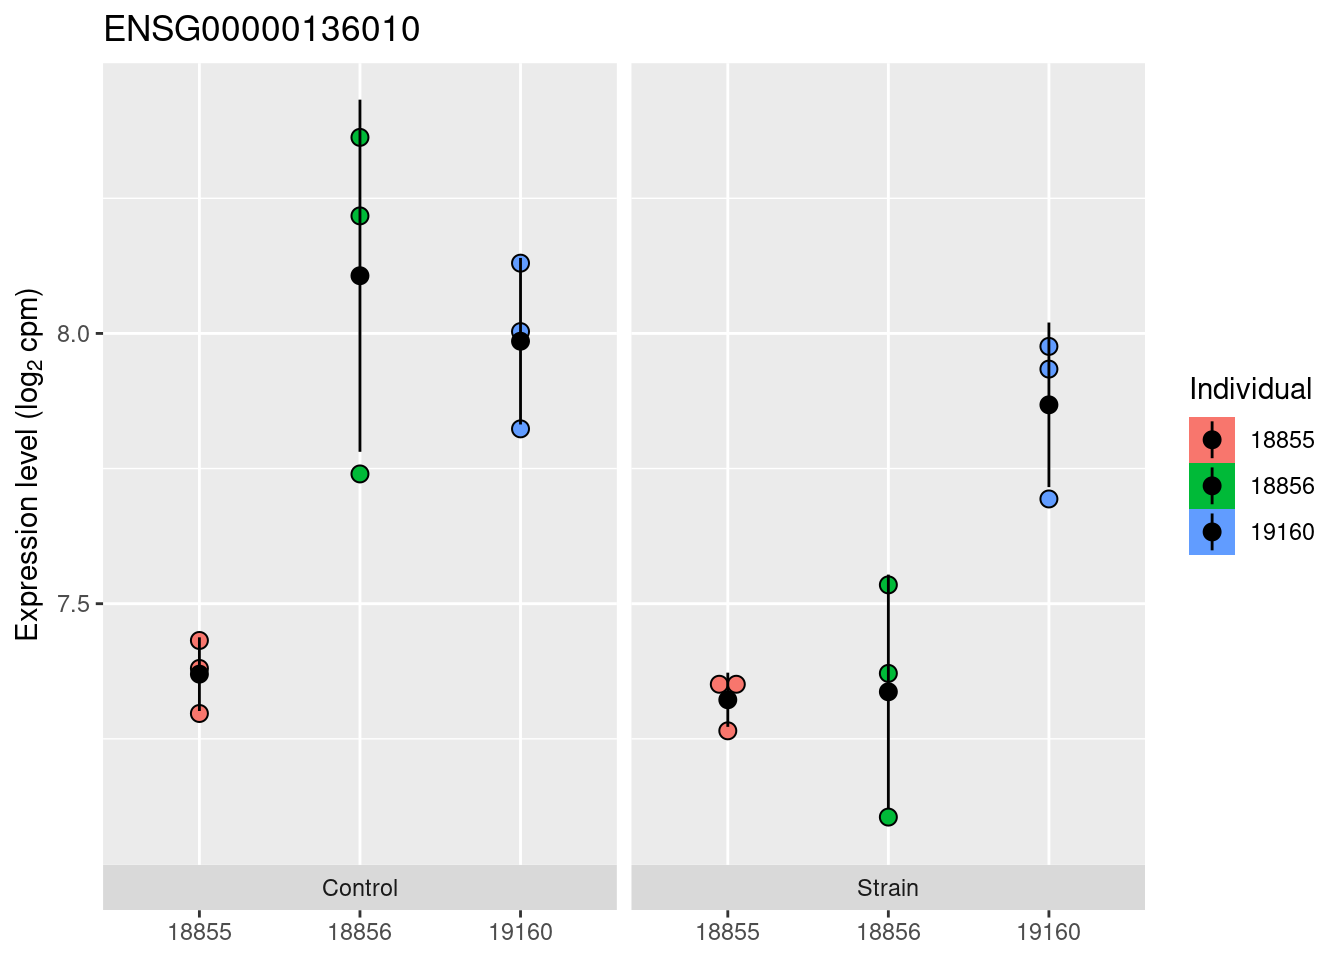 ENSG00000136010
Expression level (log₂ cpm)
8.0
7.5
Control
Strain
18855
18856
19160
18855
18856
19160
Individual
18855
18856
19160